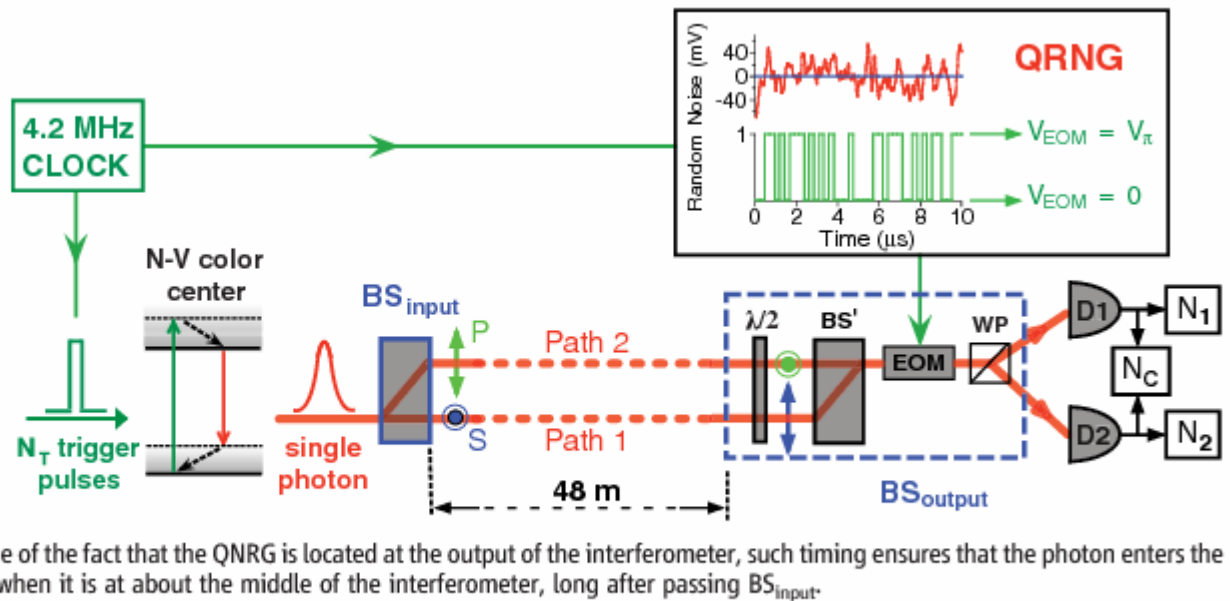 4.2 MHz
CLOCK
Random Noise (mV)
40
0
-40
1
0
0 2 4 6 8 10
Time (μs)
QRNG
V_EOM = V_π
V_EOM = 0
N-V color
center
N_T trigger
pulses
single
photon
BS_input
P
S
Path 2
Path 1
48 m
λ/2
BS'
EOM
WP
BS_output
D1
D2
N_1
N_C
N_2
e of the fact that the QNRG is located at the output of the interferometer, such timing ensures that the photon enters the
when it is at about the middle of the interferometer, long after passing BS_input.